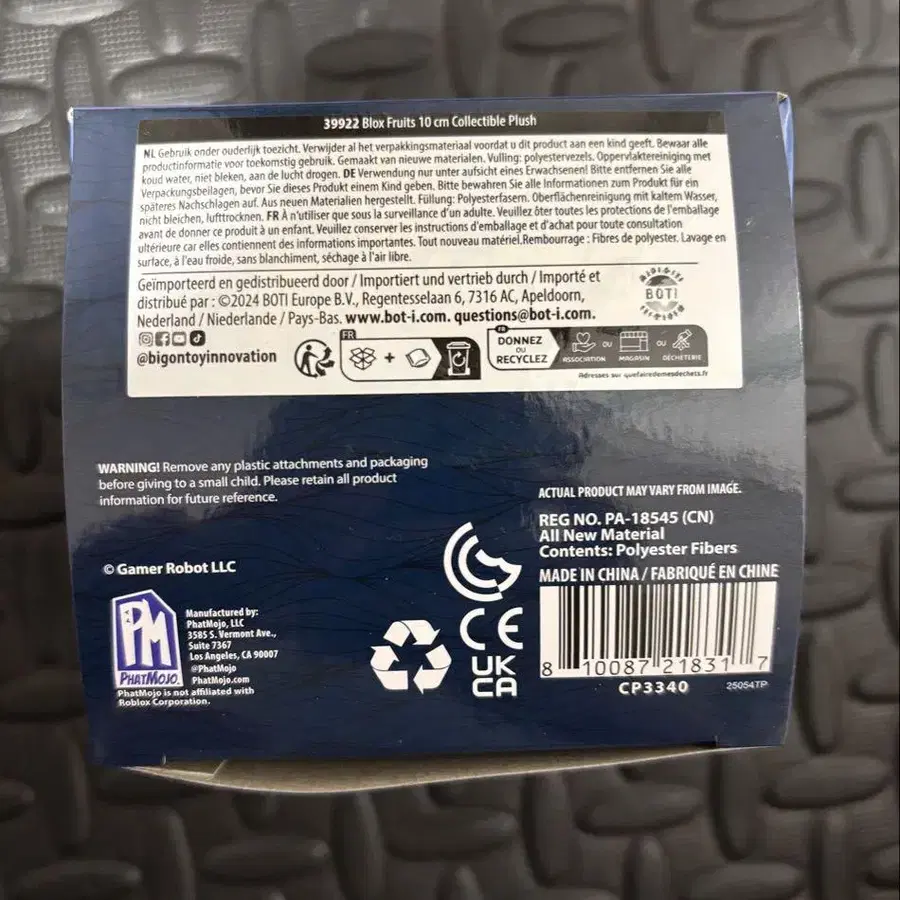 39922 Blox Fruits 10 cm Collectible Plush
NL Gebruik onder ouderlijk toezicht. Verwijder al het verpakkingsmateriaal voordat u dit product aan een kind geeft. Bewaar alle
productinformatie voor toekomstig gebruik. Gemaakt van nieuwe materialen. Vulling: polyestervezels. Oppervlaktereiniging met
koud water, niet bleken, aan de lucht drogen. DE Verwendung nur unter aufsicht eines Erwachsenen! Bitte entfernen Sie alle
Verpackungsbeilagen, bevor Sie dieses Produkt einem Kind geben. Bitte bewahren Sie alle Informationen zum Produkt für ein
späteres Nachschlagen auf. Aus neuen Materialien hergestellt. Füllung: Polyesterfasern. Oberflächenreinigung mit kaltem Wasser,
nicht bleichen, lufttrocknen. FR À n'utiliser que sous la surveillance d'un adulte. Veuillez ôter toutes les protections de l'emballage
avant de donner ce produit à un enfant. Veuillez conserver les instructions d'emballage et d'achat pour toute consultation
ultérieure car elles contiennent des informations importantes. Tout nouveau matériel.Rembourrage : Fibres de polyester. Lavage en
surface, à l'eau froide, sans blanchiment, séchage à l'air libre.
Geïmporteerd en gedistribueerd door / Importiert und vertrieb durch / Importé et
distribué par : ©2024 BOTI Europe B.V., Regentesselaan 6, 7316 AC, Apeldoorn,
Nederland / Niederlande / Pays-Bas. www.bot-i.com. questions@bot-i.com.
BOTI
@bigontoyinnovation
FR
+
FR
DONNEZ
OU
RECYCLEZ
ASSOCIATION
OU
MAGASIN
OU
DÉCHÈTERIE
Adresses sur quefairedemesdechets.fr
WARNING! Remove any plastic attachments and packaging
before giving to a small child. Please retain all product
information for future reference.
ACTUAL PRODUCT MAY VARY FROM IMAGE.
REG NO. PA-18545 (CN)
All New Material
Contents: Polyester Fibers
MADE IN CHINA / FABRIQUÉ EN CHINE
© Gamer Robot LLC
PM
PHATMOJO.
Manufactured by:
PhatMojo, LLC
3585 S. Vermont Ave.,
Suite 7367
Los Angeles, CA 90007
@PhatMojo
PhatMojo.com
PhatMojo is not affiliated with
Roblox Corporation.
CE
UK
CA
8 10087 21831 7
CP3340
25054TP